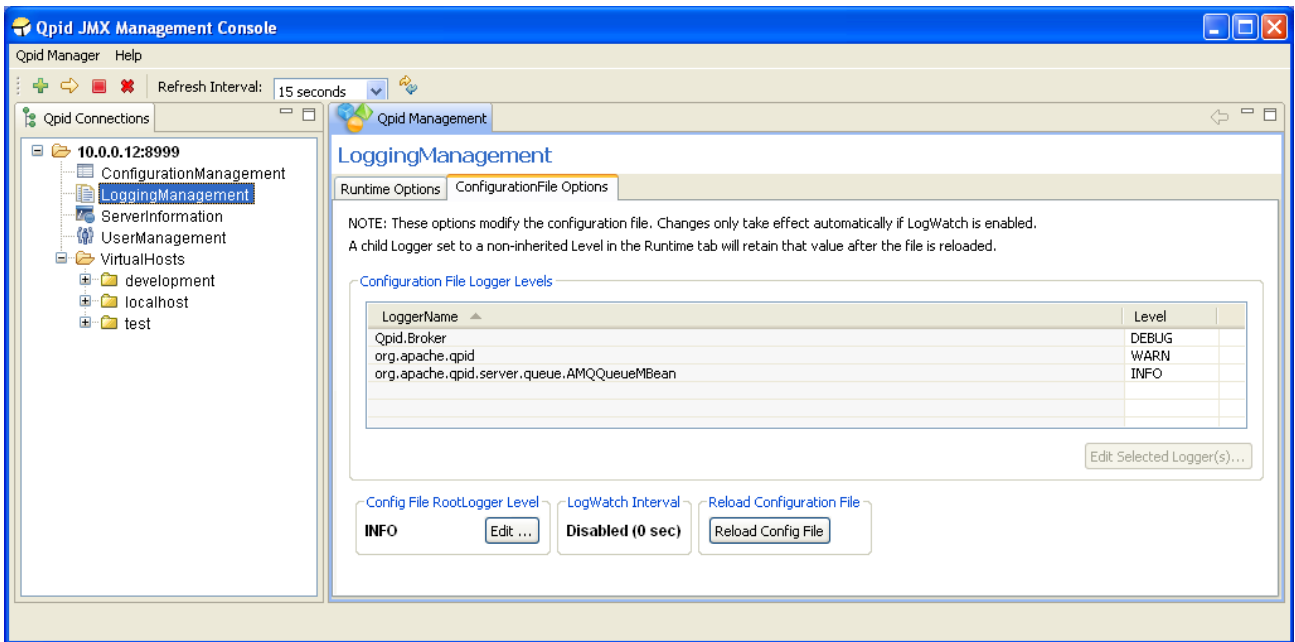 Qpid JMX Management Console
Qpid Manager Help
Refresh Interval: 15 seconds
Qpid Connections
10.0.0.12:8999
ConfigurationManagement
LoggingManagement
ServerInformation
UserManagement
VirtualHosts
development
localhost
test
Qpid Management
LoggingManagement
Runtime Options ConfigurationFile Options
NOTE: These options modify the configuration file. Changes only take effect automatically if LogWatch is enabled.
A child Logger set to a non-inherited Level in the Runtime tab will retain that value after the file is reloaded.
Configuration File Logger Levels
LoggerName Level
Qpid.Broker DEBUG
org.apache.qpid WARN
org.apache.qpid.server.queue.AMQQueueMBean INFO
Edit Selected Logger(s)...
Config File RootLogger Level LogWatch Interval Reload Configuration File
INFO Edit ... Disabled (0 sec) Reload Config File